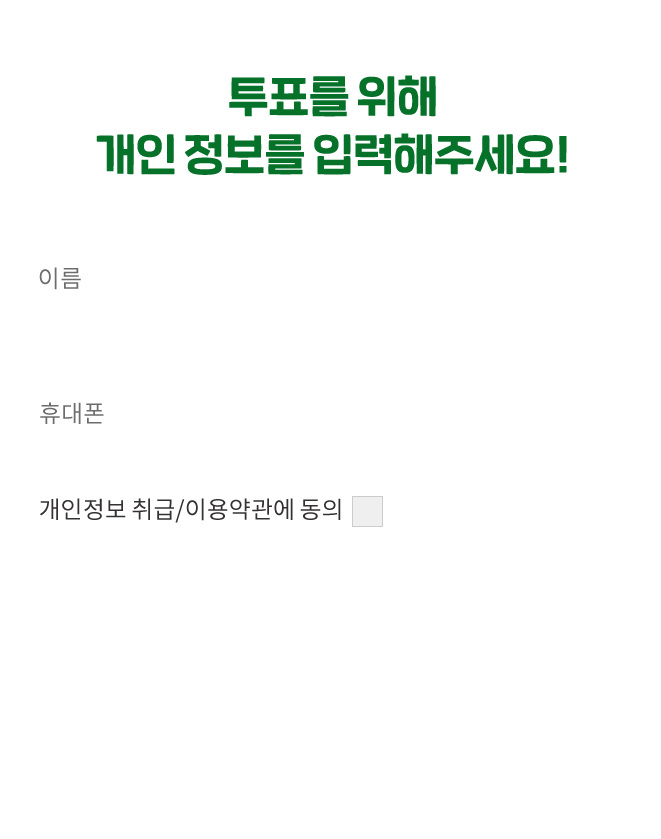 투표를 위해
개인 정보를 입력해주세요!
이름
휴대폰
개인정보 취급/이용약관에 동의